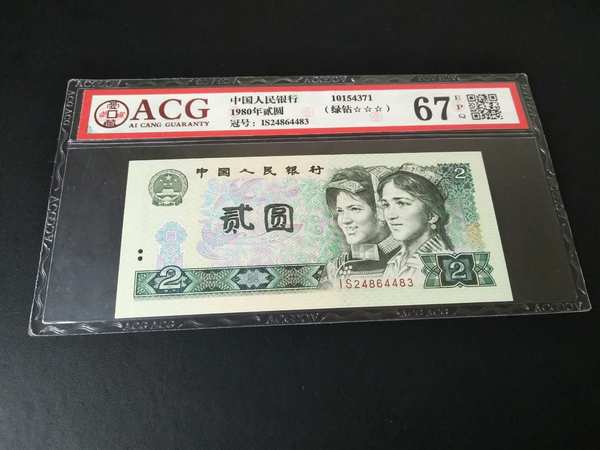 ACG
AI CANG GUARANTY
中国人民银行 10154371
1980年贰圆 (绿钻☆☆☆)
冠号: IS24864483
67 EPQ
中国人民银行
2
贰圆
2
IS24864483
2